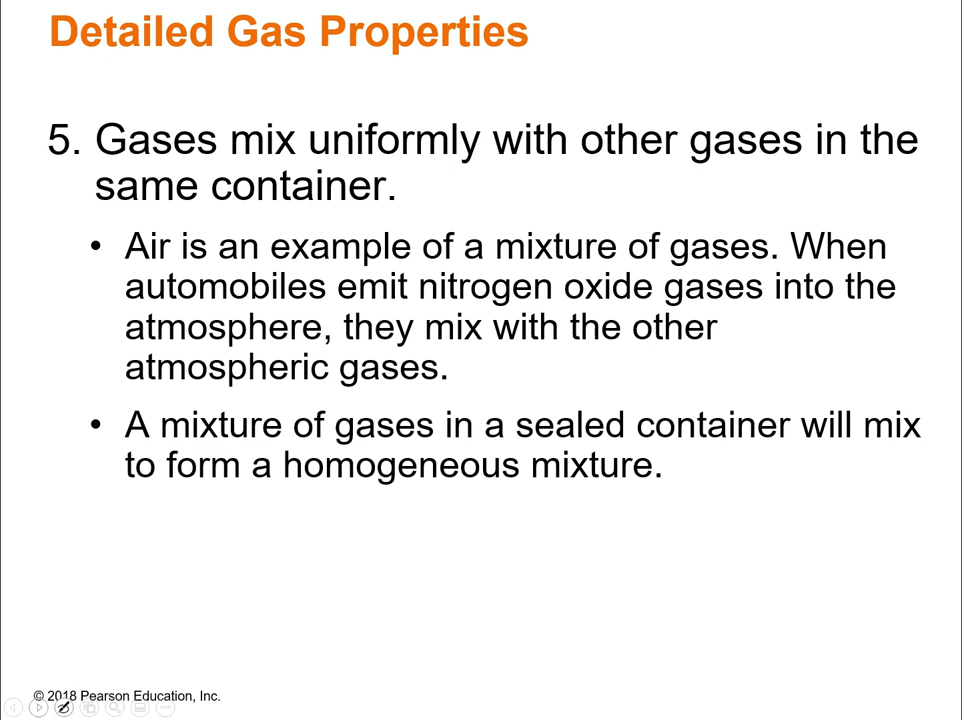 Detailed Gas Properties
5. Gases mix uniformly with other gases in the
same container.
• Air is an example of a mixture of gases. When
automobiles emit nitrogen oxide gases into the
atmosphere, they mix with the other
atmospheric gases.
• A mixture of gases in a sealed container will mix
to form a homogeneous mixture.
© 2018 Pearson Education, Inc.